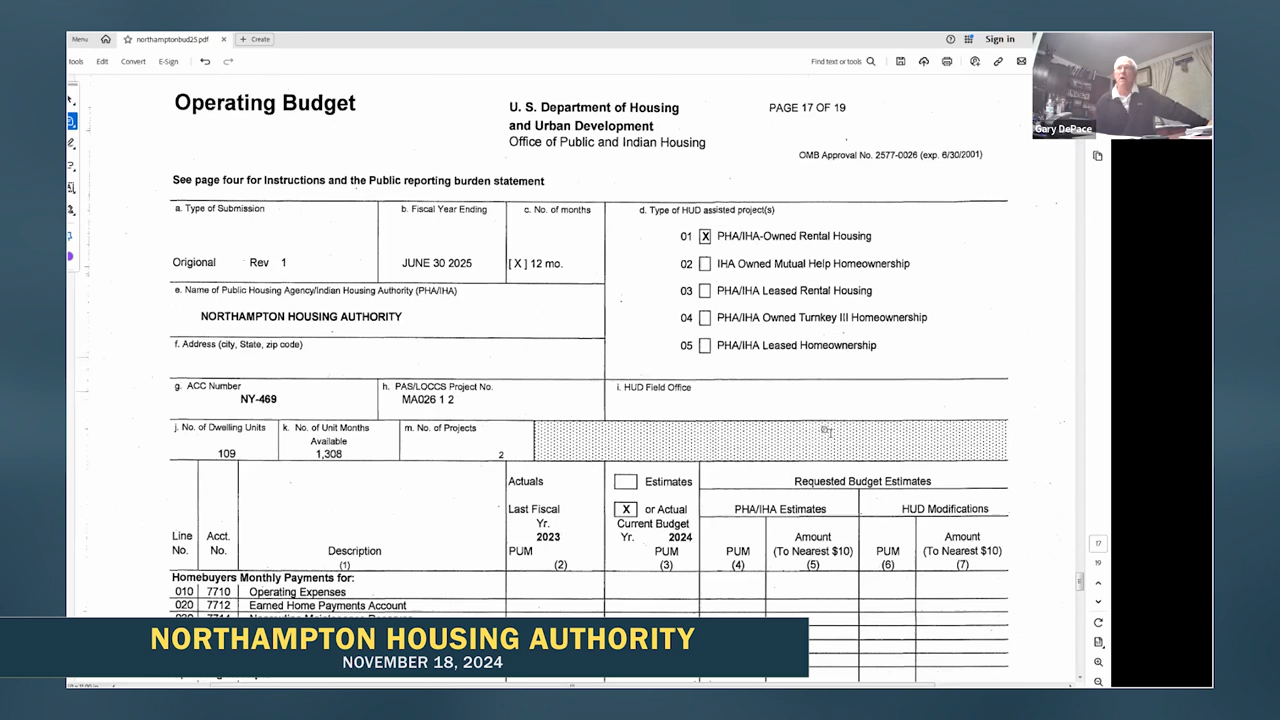 Menu
northamptonbud25.pdf
×
+ Create
Sign in
tools
Edit
Convert
E-Sign
Find text or tools
Gary DePace
Operating Budget
U. S. Department of Housing
and Urban Development
Office of Public and Indian Housing
PAGE 17 OF 19
OMB Approval No. 2577-0026 (exp. 6/30/2001)
See page four for Instructions and the Public reporting burden statement
a. Type of Submission
b. Fiscal Year Ending
c. No. of months
d. Type of HUD assisted project(s)
Origional Rev 1
JUNE 30 2025
[ X ] 12 mo.
01 X PHA/IHA-Owned Rental Housing
02 IHA Owned Mutual Help Homeownership
03 PHA/IHA Leased Rental Housing
04 PHA/IHA Owned Turnkey III Homeownership
05 PHA/IHA Leased Homeownership
e. Name of Public Housing Agency/Indian Housing Authority (PHA/IHA)
NORTHAMPTON HOUSING AUTHORITY
f. Address (city, State, zip code)
g. ACC Number
NY-469
h. PAS/LOCCS Project No.
MA026 1 2
i. HUD Field Office
j. No. of Dwelling Units
109
k. No. of Unit Months
Available
1,308
m. No. of Projects
2
Line
No.
Acct.
No.
Description
(1)
Actuals
Last Fiscal
Yr.
2023
PUM
(2)
Estimates
X or Actual
Current Budget
Yr. 2024
PUM
(3)
Requested Budget Estimates
PHA/IHA Estimates
HUD Modifications
PUM
(4)
Amount
(To Nearest $10)
(5)
PUM
(6)
Amount
(To Nearest $10)
(7)
Homebuyers Monthly Payments for:
010 7710 Operating Expenses
020 7712 Earned Home Payments Account
17
19
NORTHAMPTON HOUSING AUTHORITY
NOVEMBER 18, 2024